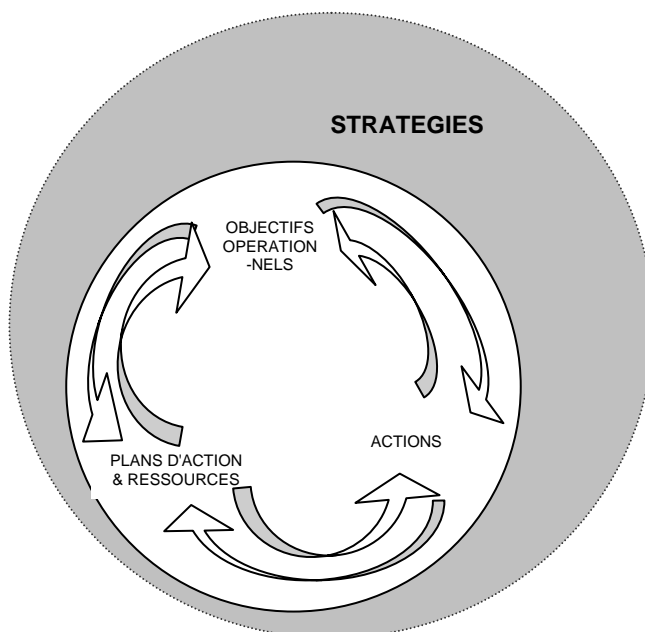 STRATEGIES
OBJECTIFS
OPERATION
-NELS
ACTIONS
PLANS D'ACTION
& RESSOURCES